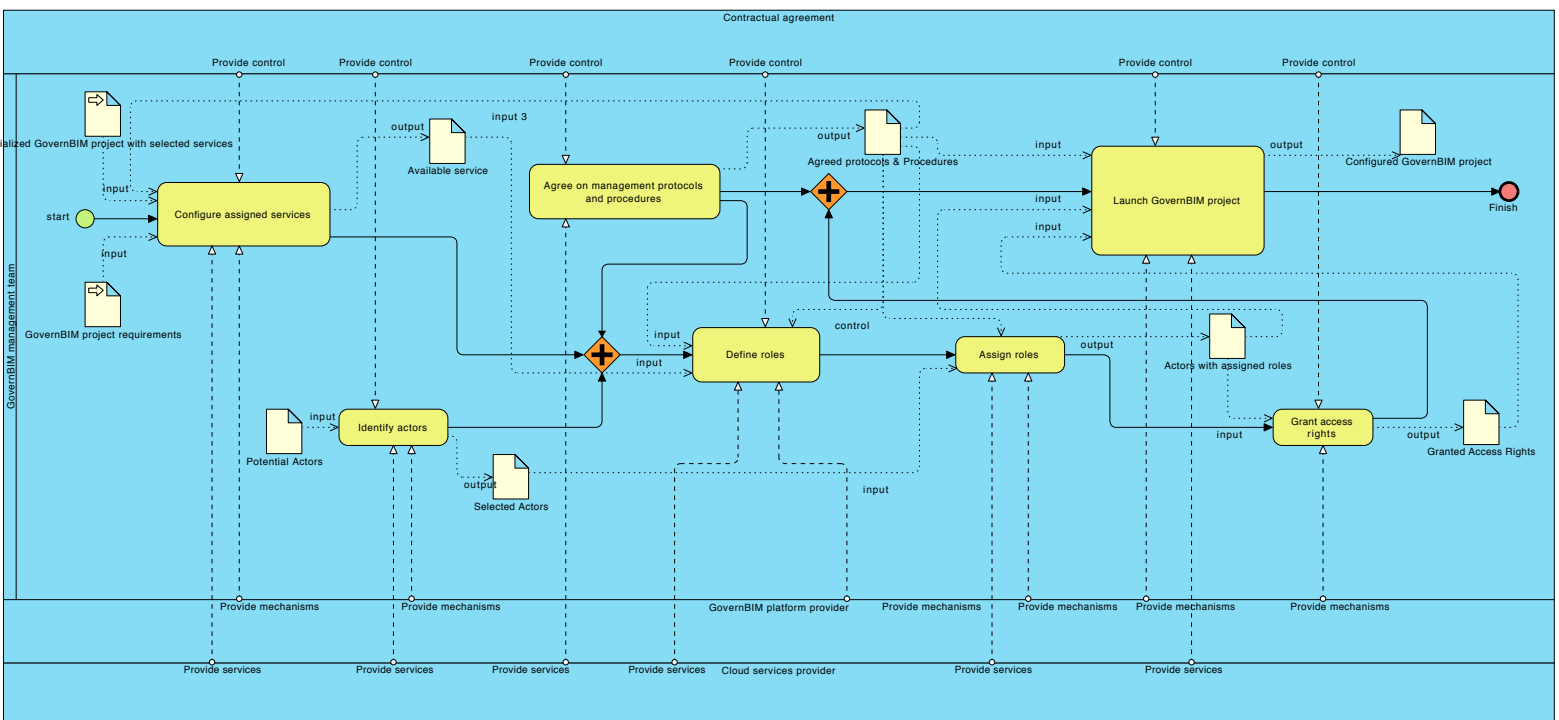 Contractual agreement
Provide control
Provide control
Provide control
Provide control
Provide control
Provide control
GovernBIM management team
ialized GovernBIM project with selected services
input
start
Configure assigned services
input
GovernBIM project requirements
output
Available service
input 3
Agree on management protocols
and procedures
output
Agreed protocols & Procedures
input
input
input
Launch GovernBIM project
output
Configured GovernBIM project
Finish
input
input
Define roles
control
Assign roles
output
Actors with assigned roles
input
Potential Actors
Identify actors
output
Selected Actors
input
input
Grant access
rights
output
Granted Access Rights
Provide mechanisms
Provide mechanisms
GovernBIM platform provider
Provide mechanisms
Provide mechanisms
Provide mechanisms
Provide mechanisms
Provide services
Provide services
Provide services
Provide services
Cloud services provider
Provide services
Provide services